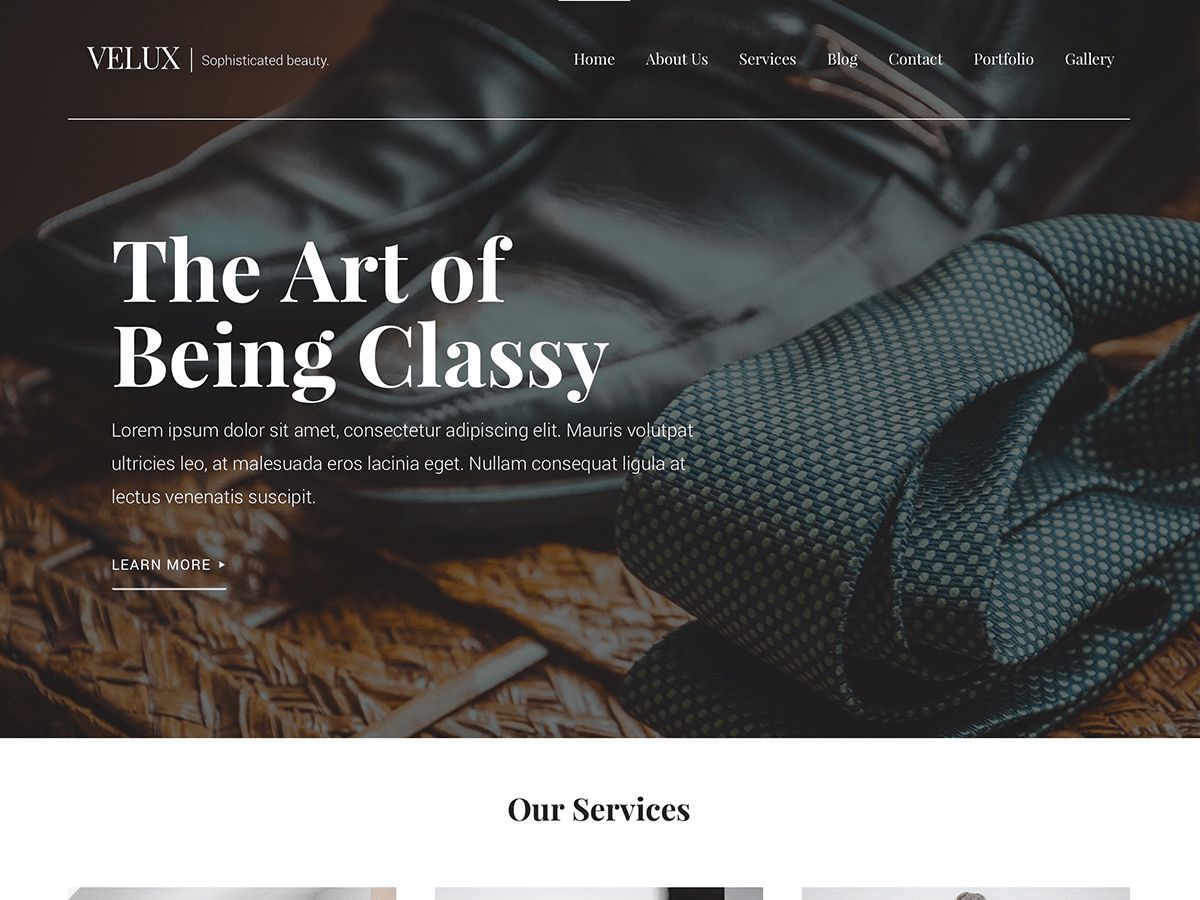 VELUX | Sophisticated beauty.
Home About Us Services Blog Contact Portfolio Gallery
The Art of
Being Classy
Lorem ipsum dolor sit amet, consectetur adipiscing elit. Mauris volutpat
ultricies leo, at malesuada eros lacinia eget. Nullam consequat ligula at
lectus venenatis suscipit.
LEARN MORE
Our Services